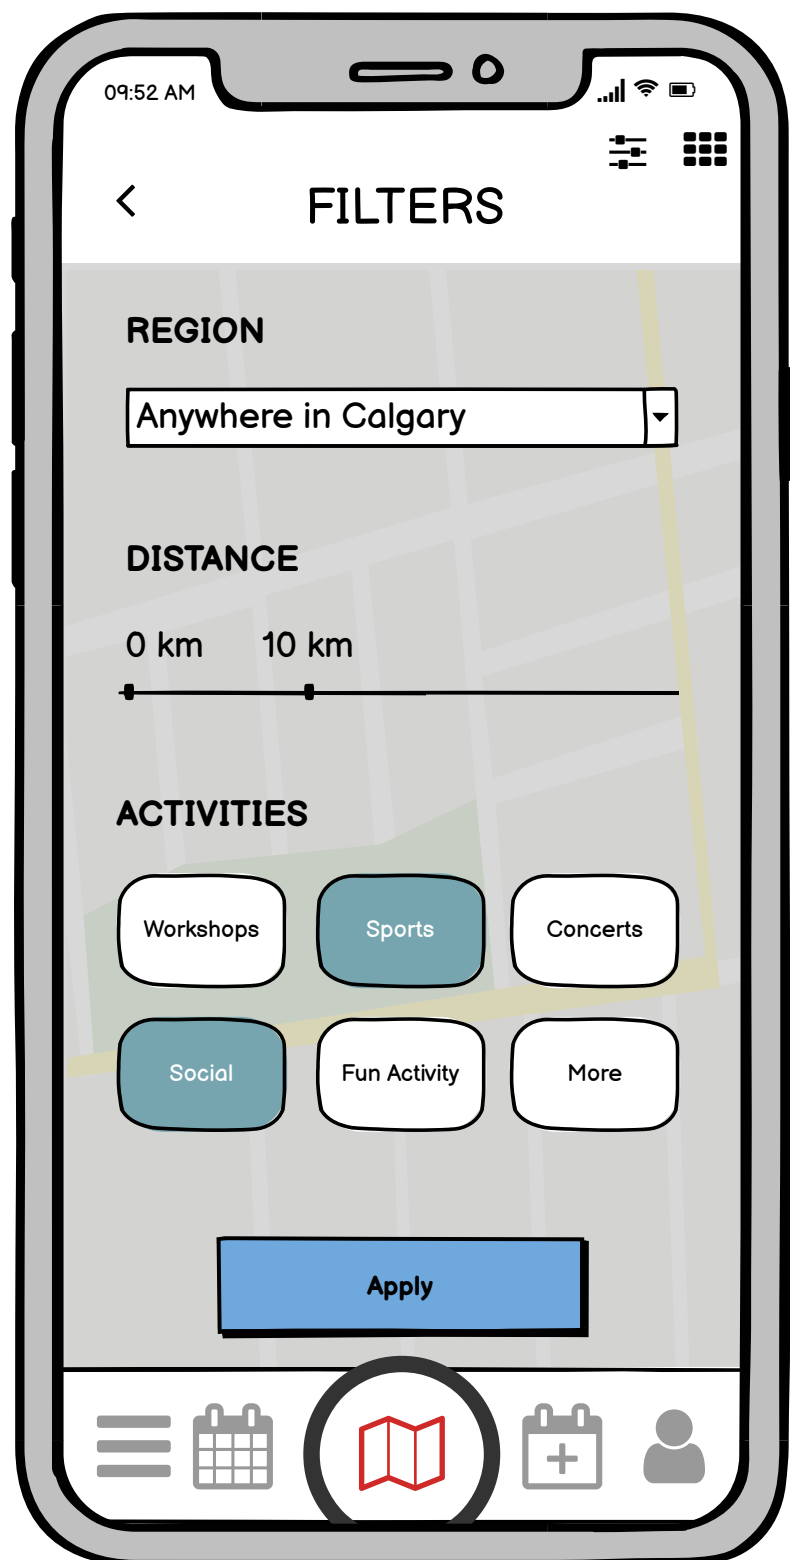 09:52 AM
FILTERS
REGION
Anywhere in Calgary
DISTANCE
0 km 10 km
ACTIVITIES
Workshops Sports Concerts
Social Fun Activity More
Apply